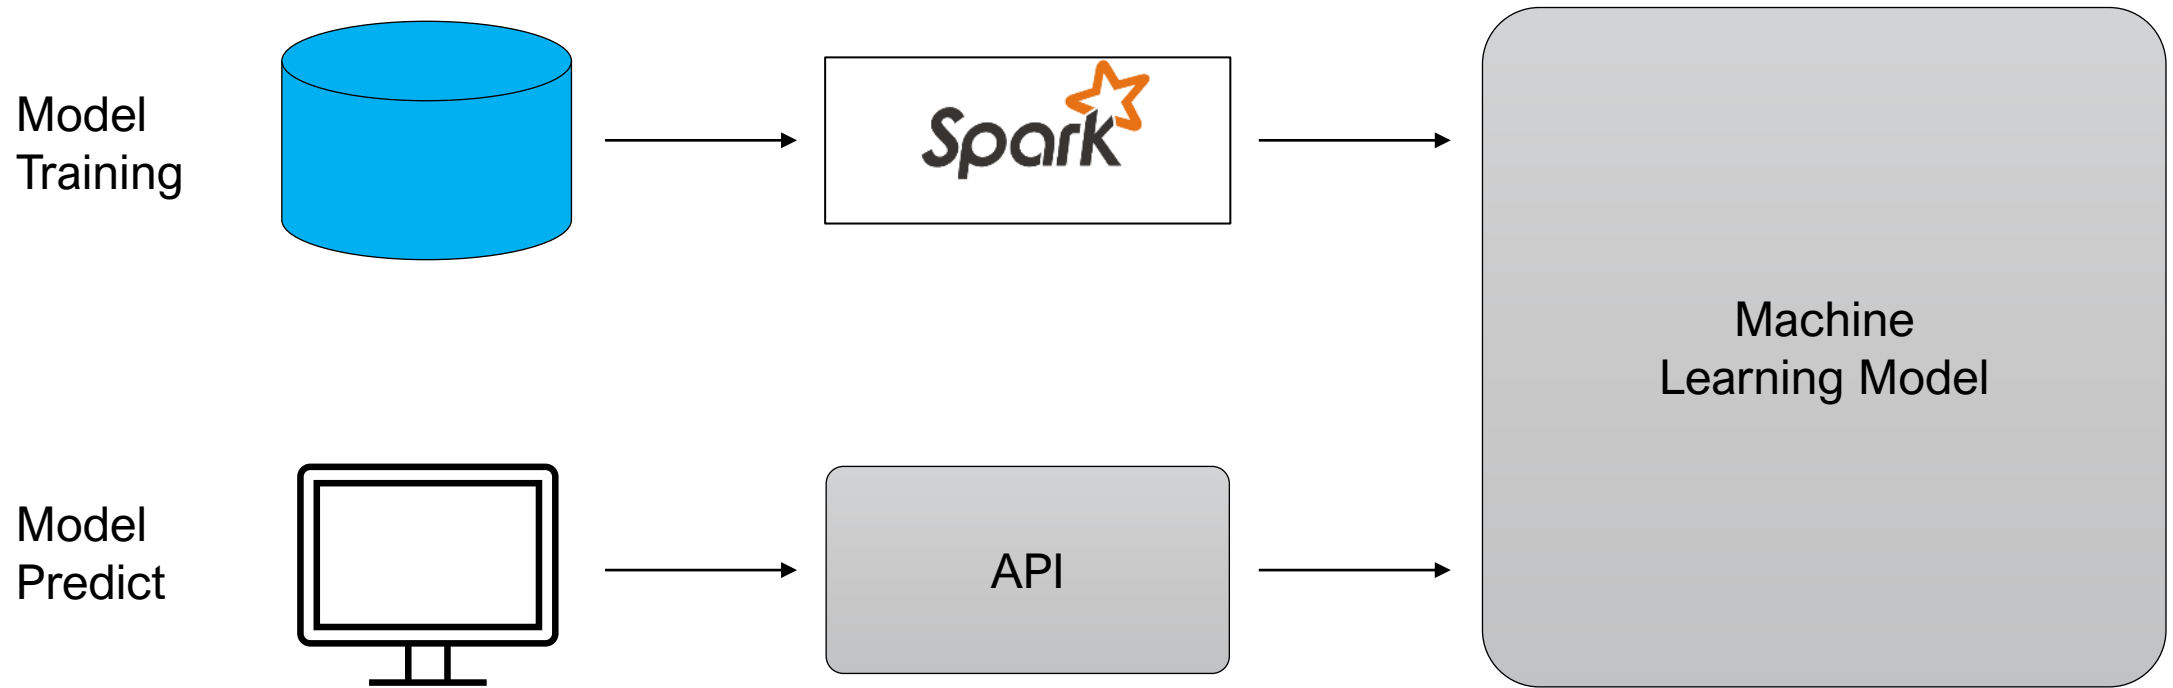 Model
Training
Spark
Machine
Learning Model
Model
Predict
API